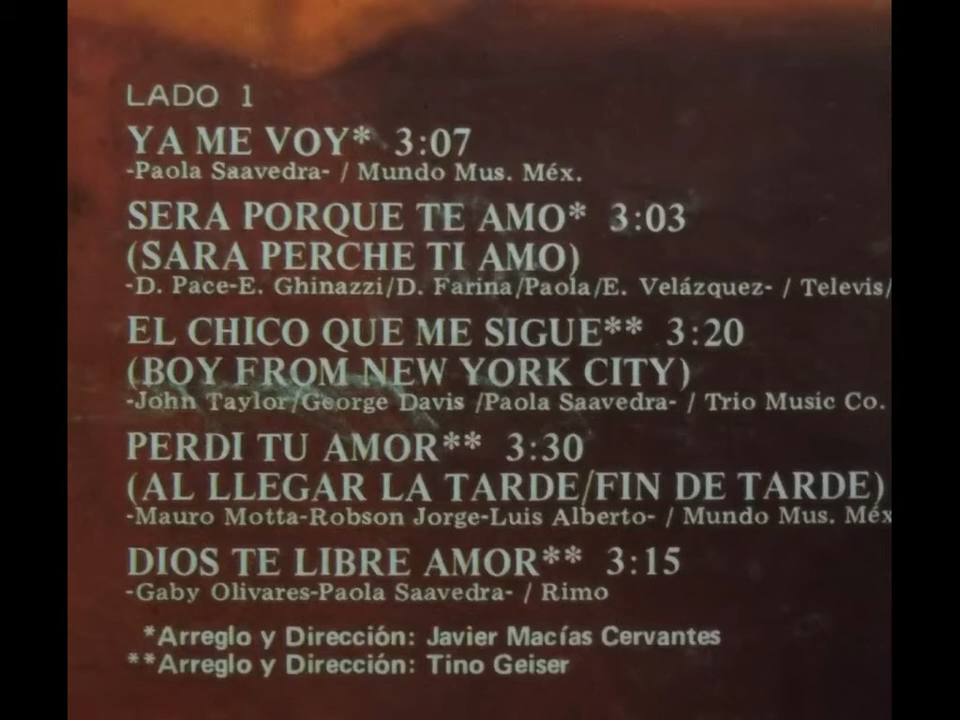 LADO 1
YA ME VOY* 3:07
-Paola Saavedra- / Mundo Mus. Méx.
SERA PORQUE TE AMO* 3:03
(SARA PERCHE TI AMO)
-D. Pace-E. Ghinazzi/D. Farina/Paola/E. Velázquez- / Televis/
EL CHICO QUE ME SIGUE** 3:20
(BOY FROM NEW YORK CITY)
-John Taylor/George Davis /Paola Saavedra- / Trio Music Co.
PERDI TU AMOR** 3:30
(AL LLEGAR LA TARDE/FIN DE TARDE)
-Mauro Motta-Robson Jorge-Luis Alberto- / Mundo Mus. Méx
DIOS TE LIBRE AMOR** 3:15
-Gaby Olivares-Paola Saavedra- / Rimo
*Arreglo y Dirección: Javier Macías Cervantes
**Arreglo y Dirección: Tino Geiser